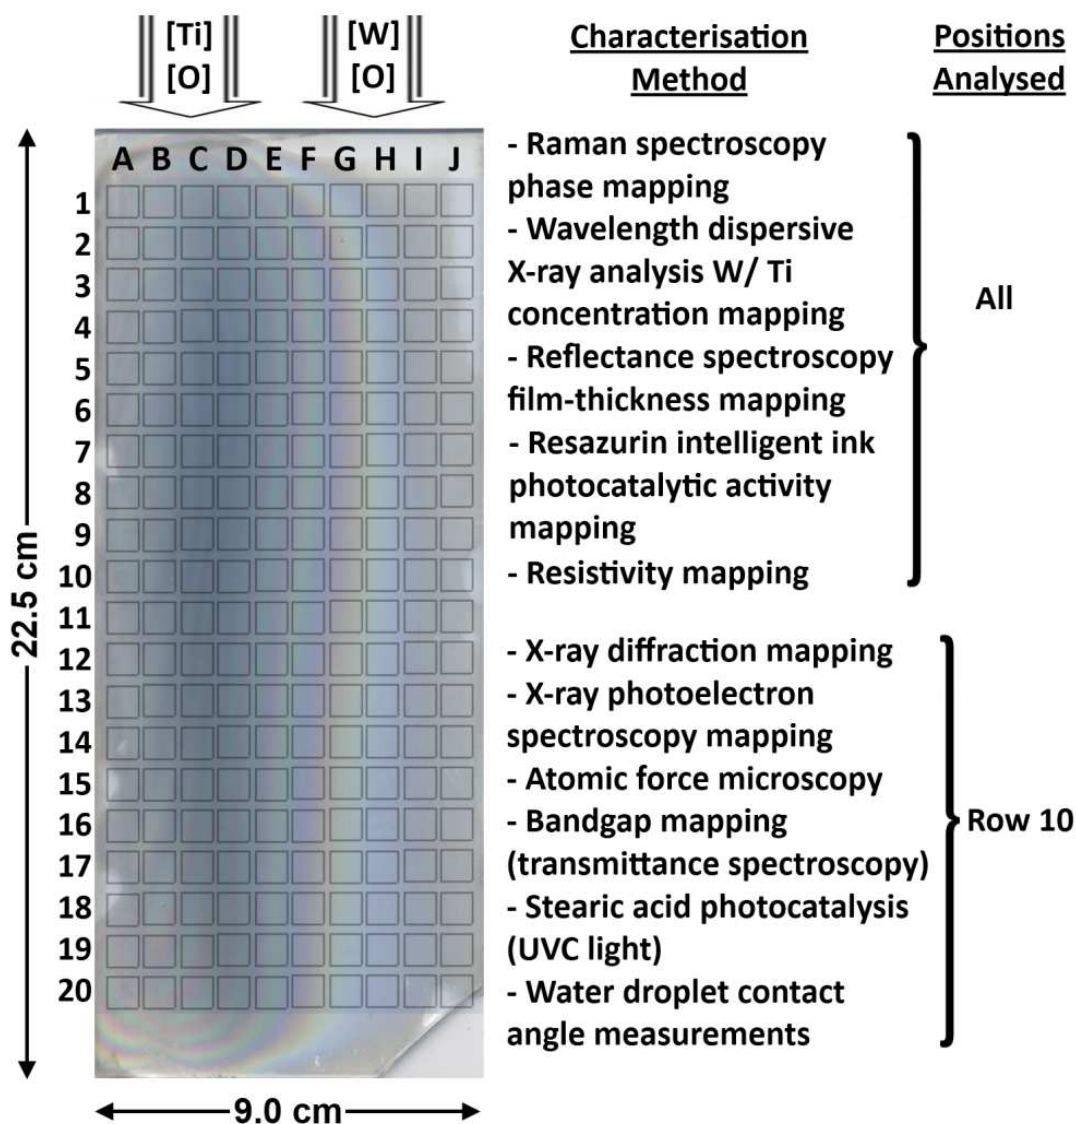 [Ti]
[O]
[W]
[O]
Characterisation
Method
Positions
Analysed
A B C D E F G H I J
1
2
3
4
5
6
7
8
9
10
11
12
13
14
15
16
17
18
19
20
22.5 cm
9.0 cm
- Raman spectroscopy
phase mapping
- Wavelength dispersive
X-ray analysis W/ Ti
concentration mapping
- Reflectance spectroscopy
film-thickness mapping
- Resazurin intelligent ink
photocatalytic activity
mapping
- Resistivity mapping
All
- X-ray diffraction mapping
- X-ray photoelectron
spectroscopy mapping
- Atomic force microscopy
- Bandgap mapping
(transmittance spectroscopy)
- Stearic acid photocatalysis
(UVC light)
- Water droplet contact
angle measurements
Row 10